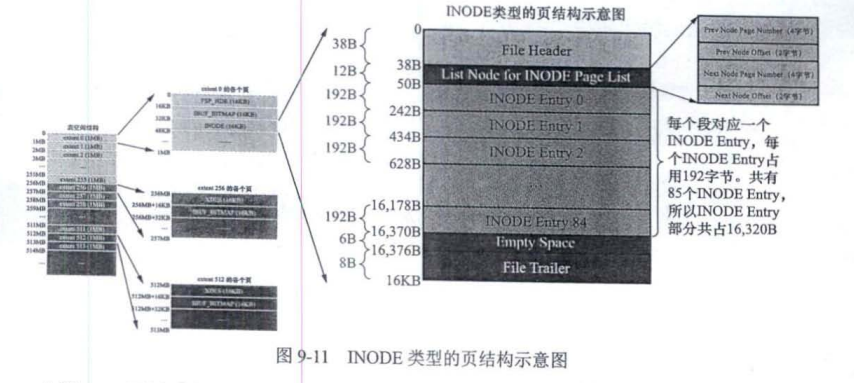 INODE类型的页结构示意图
0
38B
File Header
38B
12B
List Node for INODE Page List
50B
192B
INODE Entry 0
242B
192B
INODE Entry 1
434B
192B
INODE Entry 2
628B
......
16,178B
192B
INODE Entry 84
16,370B
6B
Empty Space
16,376B
8B
File Trailer
16KB
Prev Node Page Number（4字节）
Prev Node Offset（2字节）
Next Node Page Number（4字节）
Next Node Offset（2字节）
每个段对应一个
INODE Entry，每
个INODE Entry占
用192字节。共有
85个INODE Entry，
所以INODE Entry
部分共占16,320B
表空间结构
0
extent 0 (1MB)
1MB
extent 1 (1MB)
2MB
extent 2 (1MB)
3MB
255MB
extent 255 (1MB)
256MB
extent 256 (1MB)
257MB
extent 257 (1MB)
258MB
extent 258 (1MB)
259MB
511MB
extent 511 (1MB)
512MB
extent 512 (1MB)
513MB
extent 513 (1MB)
514MB
extent 0 的各个页
0
FSP_HDR (16KB)
16KB
IBUF_BITMAP (16KB)
32KB
INODE (16KB)
48KB
......
1MB
extent 256 的各个页
256MB
XDES (16KB)
256MB+16KB
IBUF_BITMAP (16KB)
256MB+32KB
......
257MB
extent 512 的各个页
512MB
XDES (16KB)
512MB+16KB
IBUF_BITMAP (16KB)
512MB+32KB
......
513MB
图 9-11 INODE 类型的页结构示意图